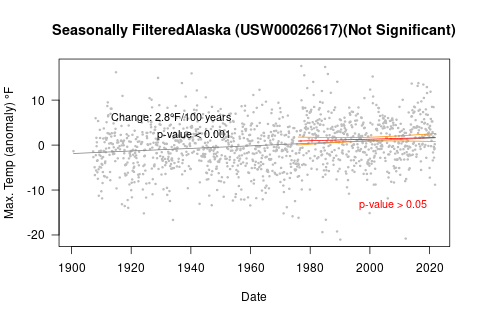 Seasonally FilteredAlaska (USW00026617)(Not Significant)
Max. Temp (anomaly) °F
10
0
-10
-20
Change: 2.8°F/100 years
p-value < 0.001
p-value > 0.05
1900 1920 1940 1960 1980 2000 2020
Date